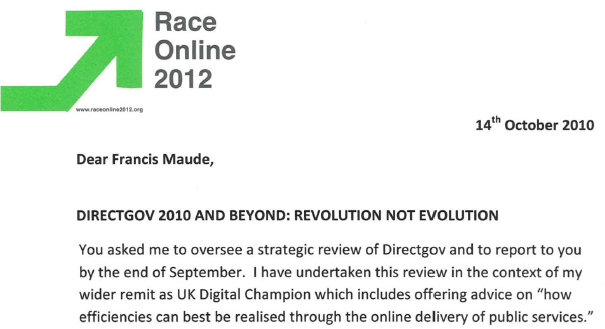 Race
Online
2012
www.raceonline2012.org
14th October 2010
Dear Francis Maude,
DIRECTGOV 2010 AND BEYOND: REVOLUTION NOT EVOLUTION
You asked me to oversee a strategic review of Directgov and to report to you
by the end of September.  I have undertaken this review in the context of my
wider remit as UK Digital Champion which includes offering advice on “how
efficiencies can best be realised through the online delivery of public services.”